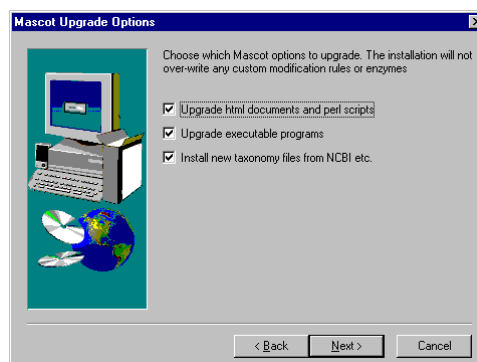 Mascot Upgrade Options
Choose which Mascot options to upgrade. The installation will not
over-write any custom modification rules or enzymes
Upgrade html documents and perl scripts
Upgrade executable programs
Install new taxonomy files from NCBI etc.
< Back
Next >
Cancel